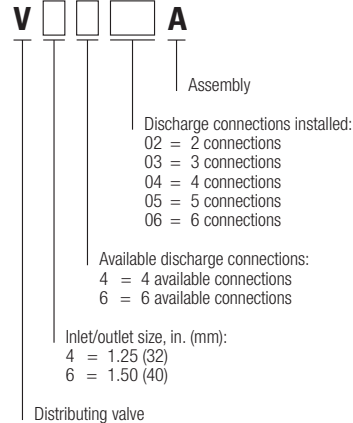 V A
Assembly
Discharge connections installed:
02 = 2 connections
03 = 3 connections
04 = 4 connections
05 = 5 connections
06 = 6 connections
Available discharge connections:
4 = 4 available connections
6 = 6 available connections
Inlet/outlet size, in. (mm):
4 = 1.25 (32)
6 = 1.50 (40)
Distributing valve